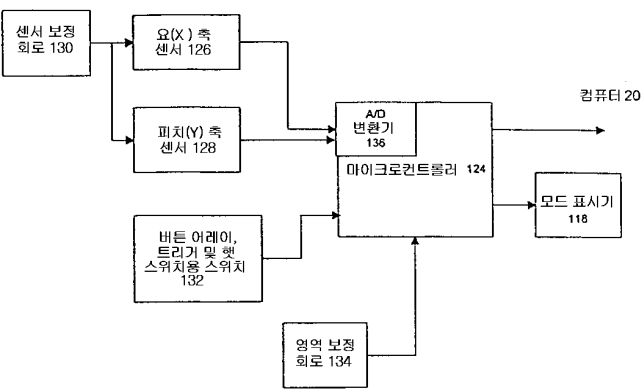 센서 보정
회로 130
요(X) 축
센서 126
피치(Y) 축
센서 128
A/D
변환기
136
마이크로컨트롤러 124
컴퓨터 20
모드 표시기
118
버튼 어레이,
트리거 및 햇
스위치용 스위치
132
영역 보정
회로 134